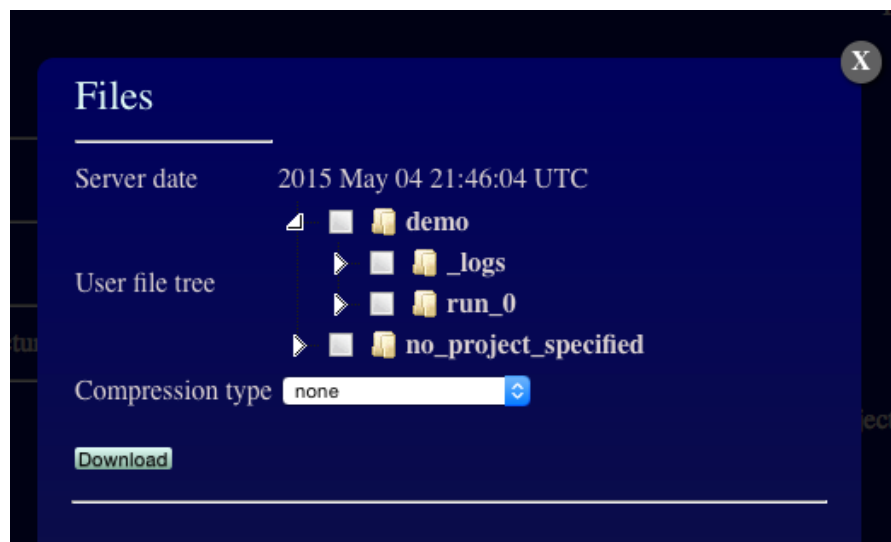 X
Files
Server date 2015 May 04 21:46:04 UTC
demo
_logs
User file tree
run_0
no_project_specified
Compression type none
Download